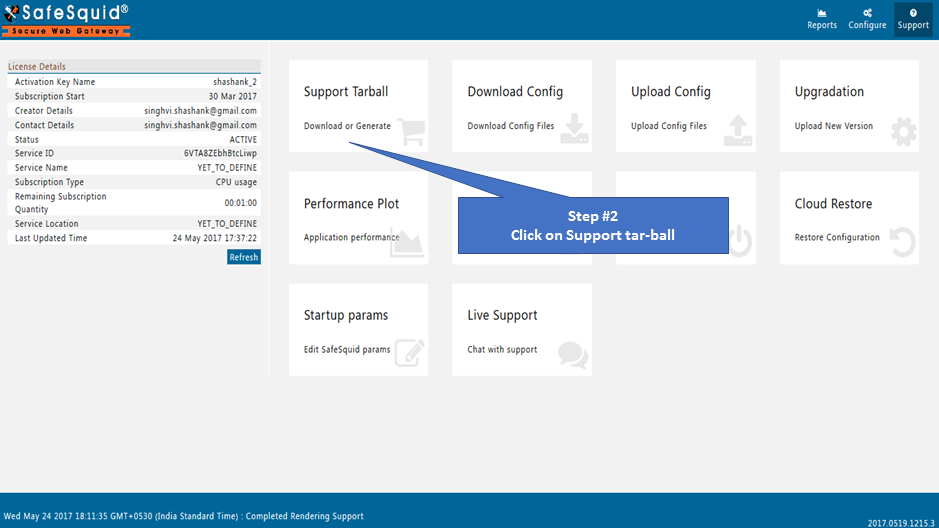 SafeSquid®
Secure Web Gateway
Reports Configure Support
License Details
Activation Key Name shashank_2
Subscription Start 30 Mar 2017
Creator Details singhvi.shashank@gmail.com
Contact Details singhvi.shashank@gmail.com
Status ACTIVE
Service ID 6VTA8ZEbhBtcLiwp
Service Name YET_TO_DEFINE
Subscription Type CPU usage
Remaining Subscription
Quantity 00:01:00
Service Location YET_TO_DEFINE
Last Updated Time 24 May 2017 17:37:22
Refresh
Support Tarball
Download or Generate
Download Config
Download Config Files
Upload Config
Upload Config Files
Upgradation
Upload New Version
Performance Plot
Application performance
Step #2
Click on Support tar-ball
Cloud Restore
Restore Configuration
Startup params
Edit SafeSquid params
Live Support
Chat with support
Wed May 24 2017 18:11:35 GMT+0530 (India Standard Time) : Completed Rendering Support
2017.0519.1215.3